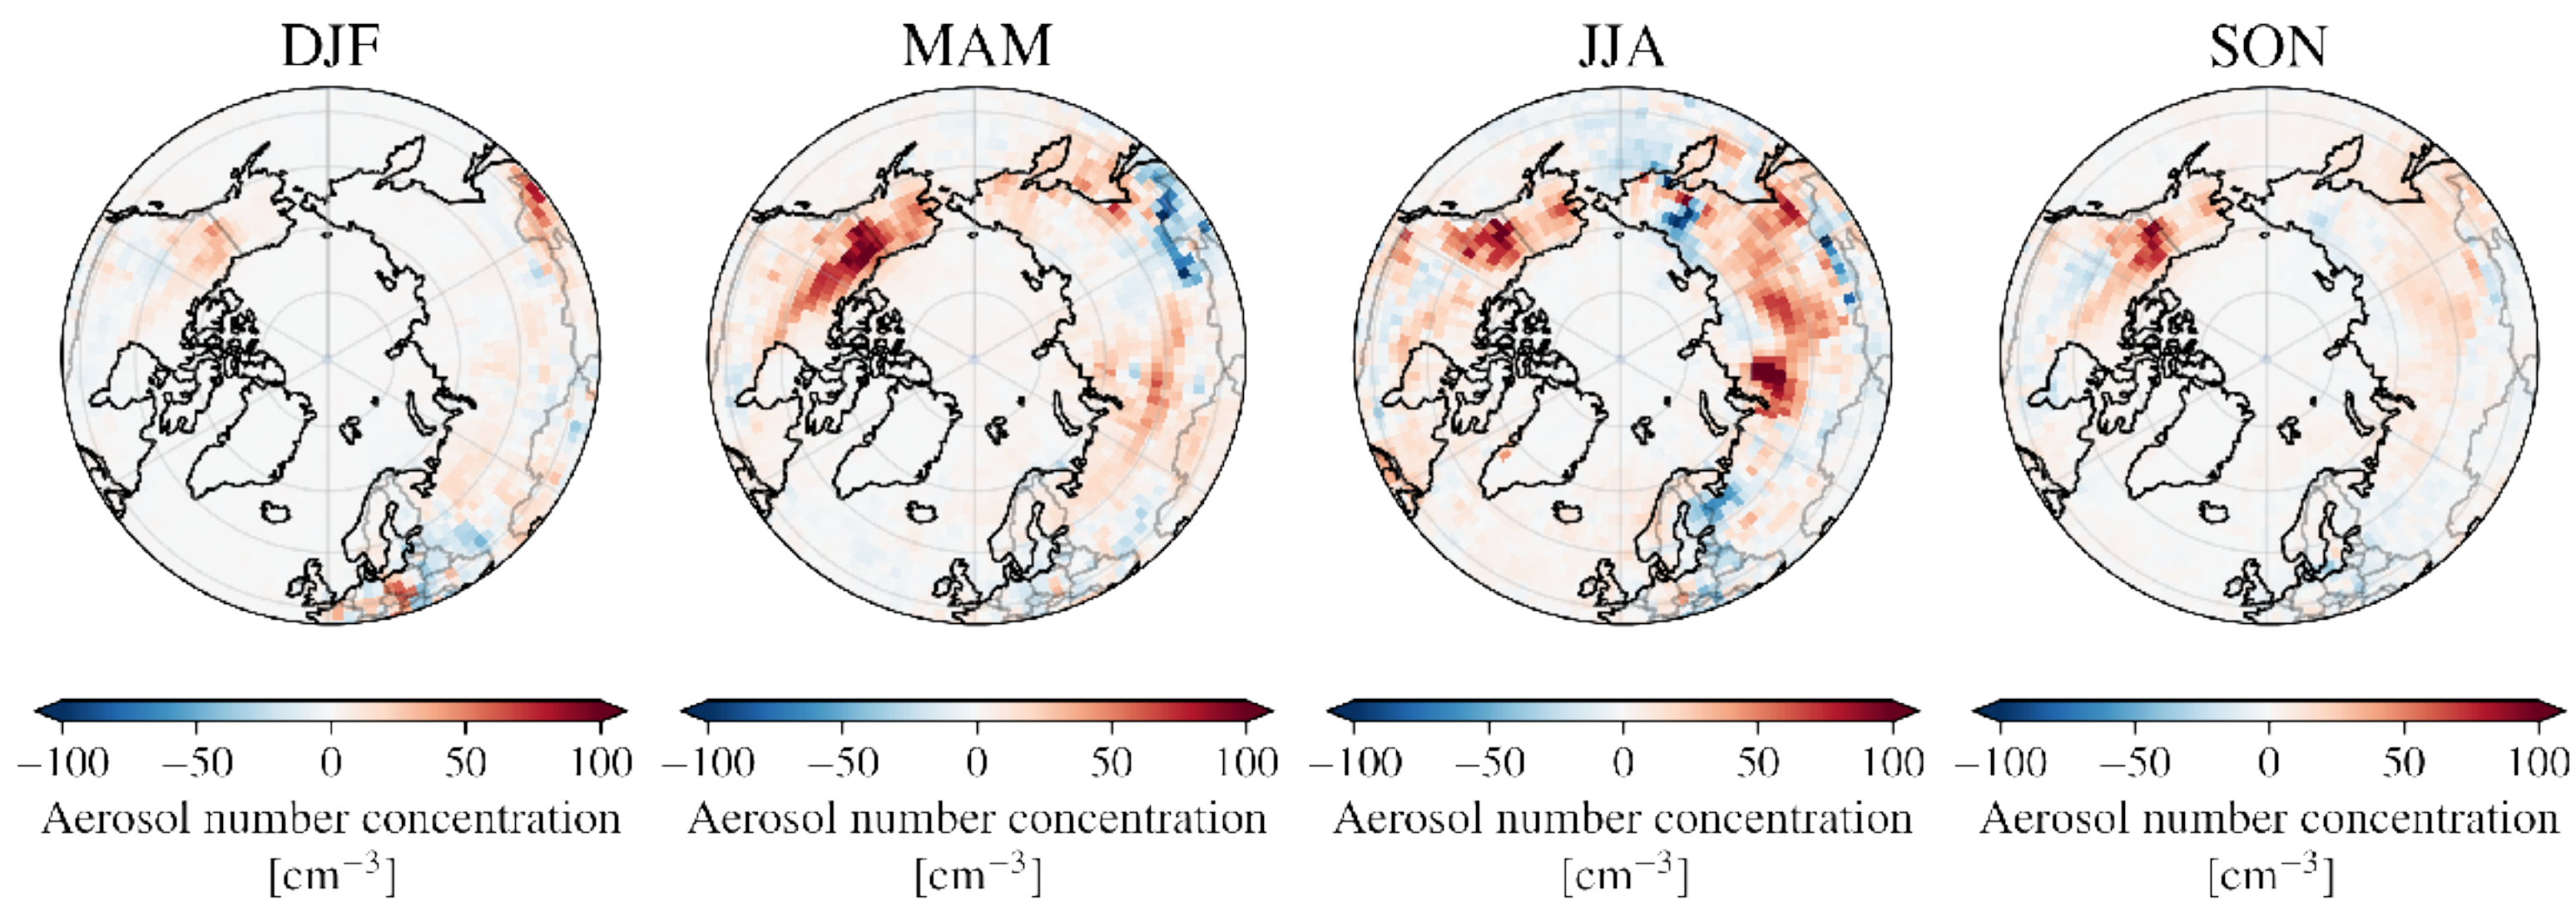 DJF MAM JJA SON
−100 −50 0 50 100 −100 −50 0 50 100 −100 −50 0 50 100 −100 −50 0 50 100
Aerosol number concentration Aerosol number concentration Aerosol number concentration Aerosol number concentration
[cm⁻³] [cm⁻³] [cm⁻³] [cm⁻³]